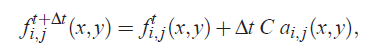 f_{i,j}^{t+Δt}(x,y) = f_{i,j}^{t}(x,y) + Δt C a_{i,j}(x,y),